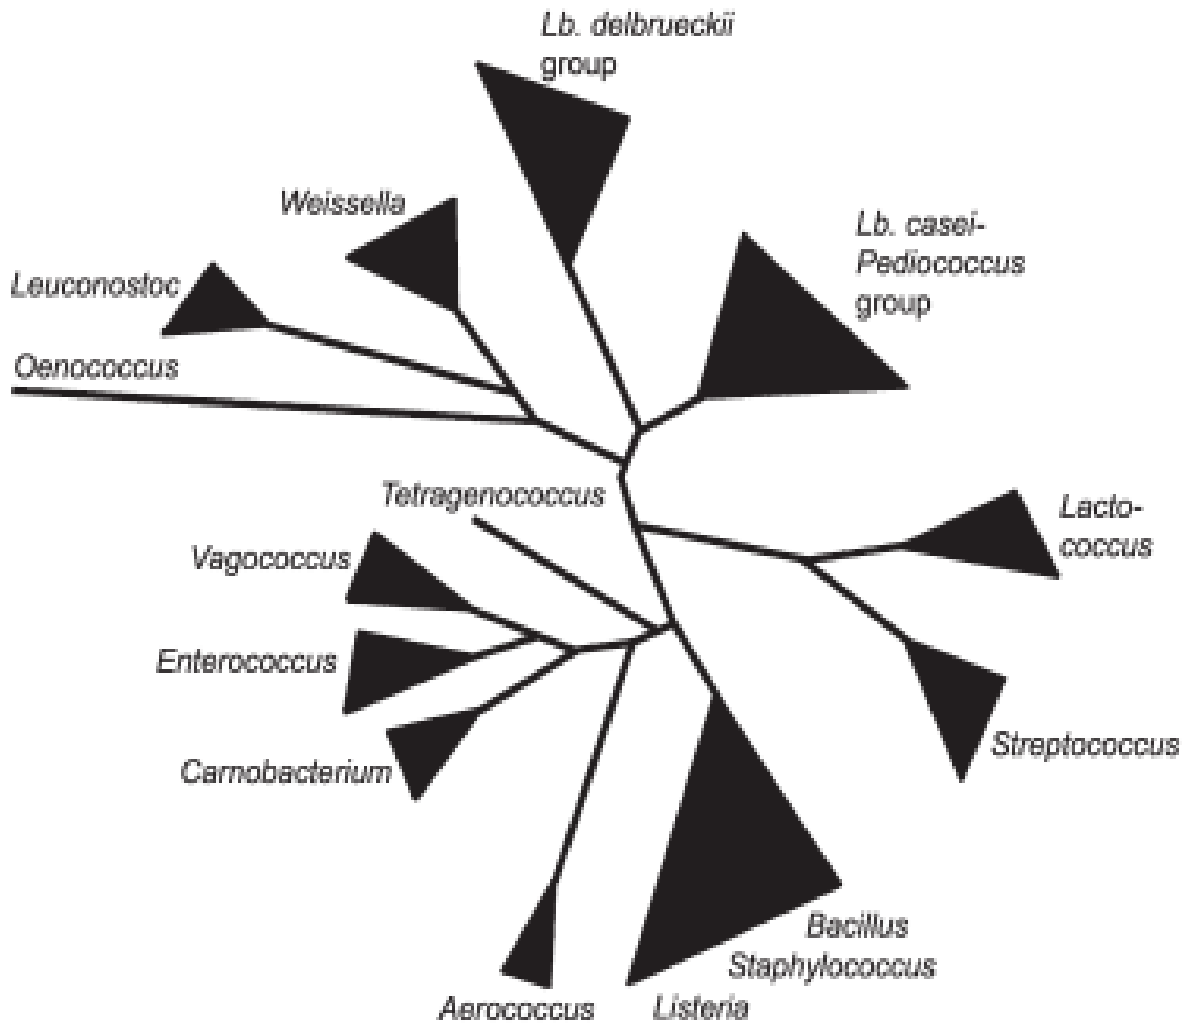 Lb. delbrueckii
group
Weissella
Lb. casei-
Pediococcus
group
Leuconostoc
Oenococcus
Tetragenococcus
Lacto-
coccus
Vagococcus
Enterococcus
Streptococcus
Carnobacterium
Bacillus
Staphylococcus
Aerococcus
Listeria